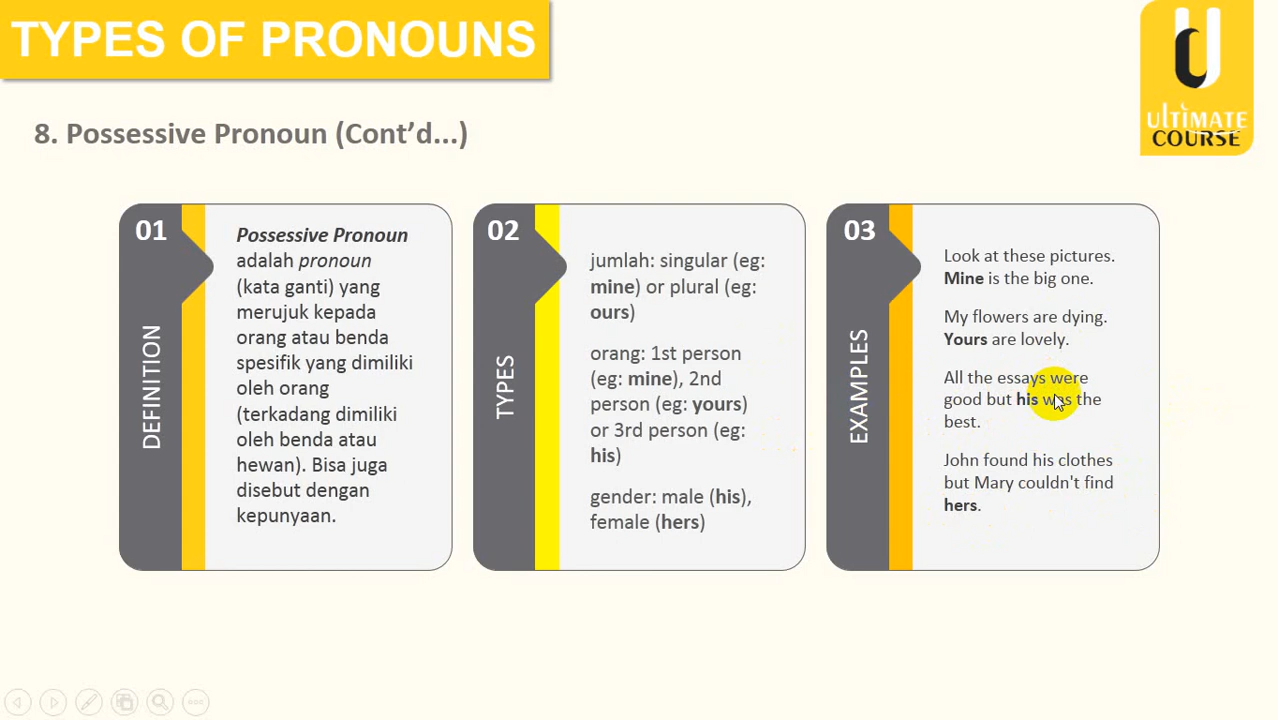 TYPES OF PRONOUNS
ULTIMATE
COURSE
8. Possessive Pronoun (Cont'd...)
01
DEFINITION
Possessive Pronoun
adalah pronoun
(kata ganti) yang
merujuk kepada
orang atau benda
spesifik yang dimiliki
oleh orang
(terkadang dimiliki
oleh benda atau
hewan). Bisa juga
disebut dengan
kepunyaan.
02
TYPES
jumlah: singular (eg:
mine) or plural (eg:
ours)
orang: 1st person
(eg: mine), 2nd
person (eg: yours)
or 3rd person (eg:
his)
gender: male (his),
female (hers)
03
EXAMPLES
Look at these pictures.
Mine is the big one.
My flowers are dying.
Yours are lovely.
All the essays were
good but his was the
best.
John found his clothes
but Mary couldn't find
hers.